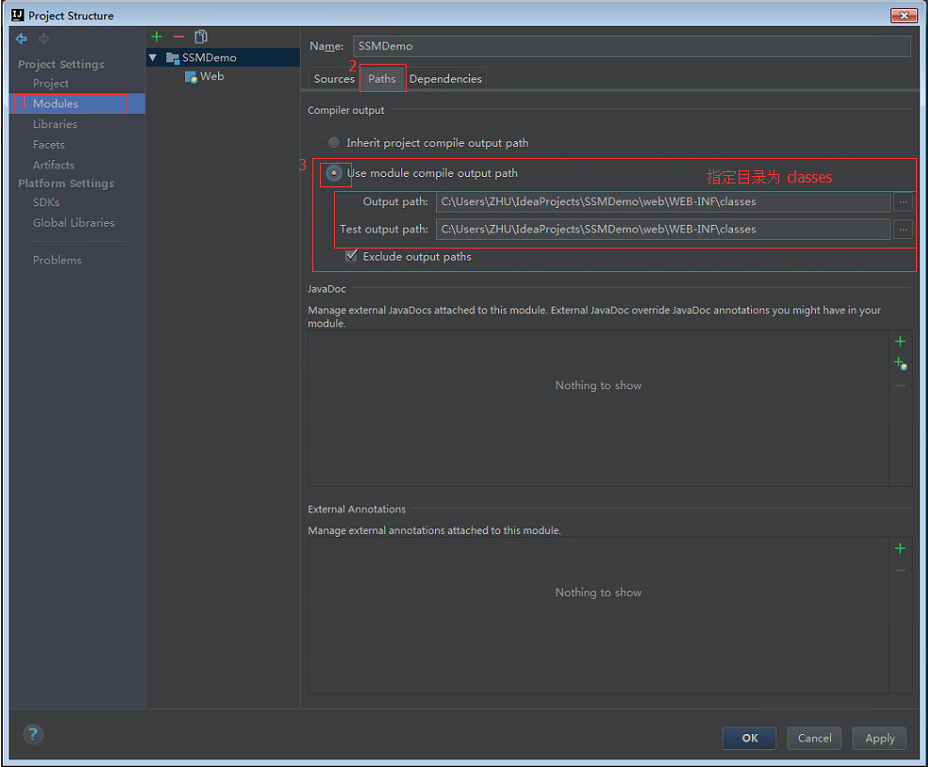 Project Structure
Project Settings
Project
1 Modules
Libraries
Facets
Artifacts
Platform Settings
SDKs
Global Libraries
Problems
SSMDemo
Web
Name: SSMDemo
2
Sources Paths Dependencies
Compiler output
Inherit project compile output path
3
Use module compile output path
指定目录为 classes
Output path: C:\Users\ZHU\IdeaProjects\SSMDemo\web\WEB-INF\classes ...
Test output path: C:\Users\ZHU\IdeaProjects\SSMDemo\web\WEB-INF\classes ...
Exclude output paths
JavaDoc
Manage external JavaDocs attached to this module. External JavaDoc override JavaDoc annotations you might have in your
module.
Nothing to show
External Annotations
Manage external annotations attached to this module.
Nothing to show
?
OK Cancel Apply